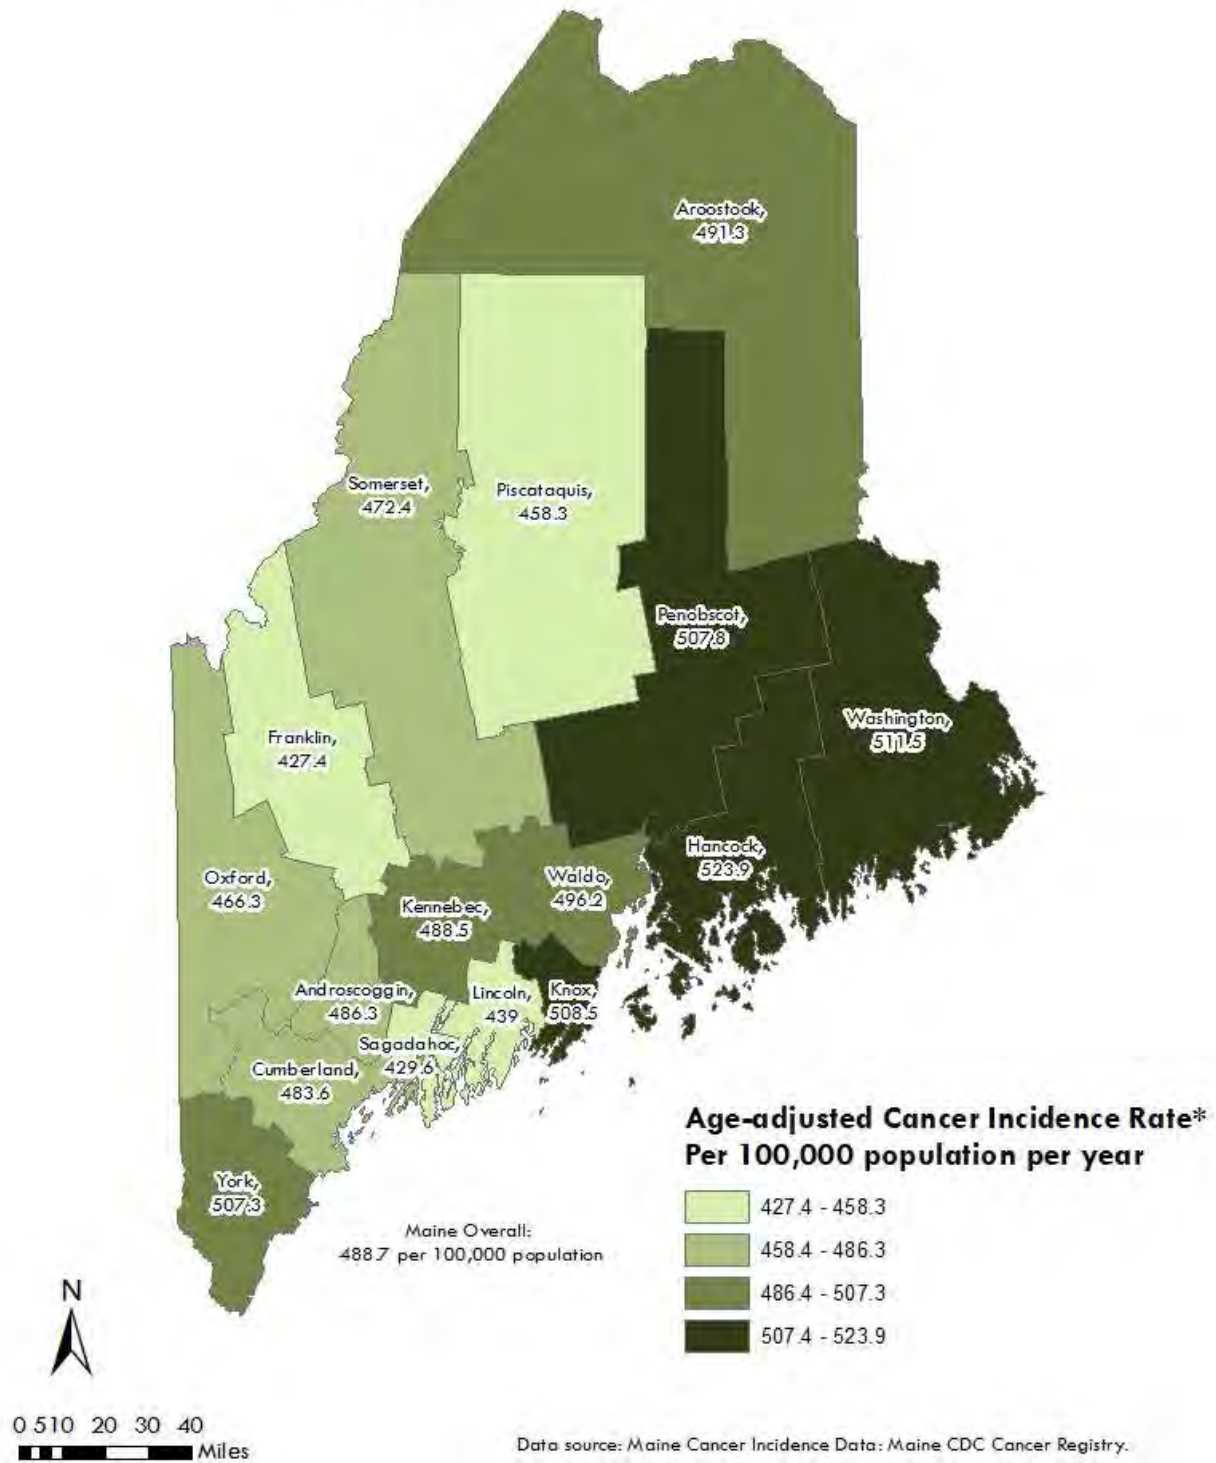 Aroostook,
491.3
Somerset,
472.4
Piscataquis,
458.3
Penobscot,
507.8
Washington,
511.5
Franklin,
427.4
Hancock,
523.9
Oxford,
466.3
Waldo,
496.2
Kennebec,
488.5
Androscoggin,
486.3
Lincoln,
439
Knox,
508.5
Sagadahoc,
429.6
Cumberland,
483.6
York,
507.3
Maine Overall:
488.7 per 100,000 population
Age-adjusted Cancer Incidence Rate*
Per 100,000 population per year
427.4 - 458.3
458.4 - 486.3
486.4 - 507.3
507.4 - 523.9
N
0 510 20 30 40
Miles
Data source: Maine Cancer Incidence Data: Maine CDC Cancer Registry.